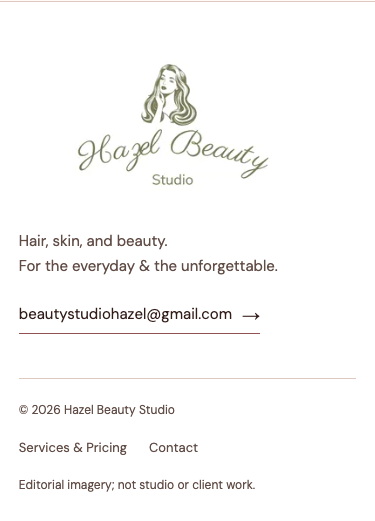 Hazel Beauty
Studio
Hair, skin, and beauty.
For the everyday & the unforgettable.
beautystudiohazel@gmail.com →
© 2026 Hazel Beauty Studio
Services & Pricing Contact
Editorial imagery; not studio or client work.